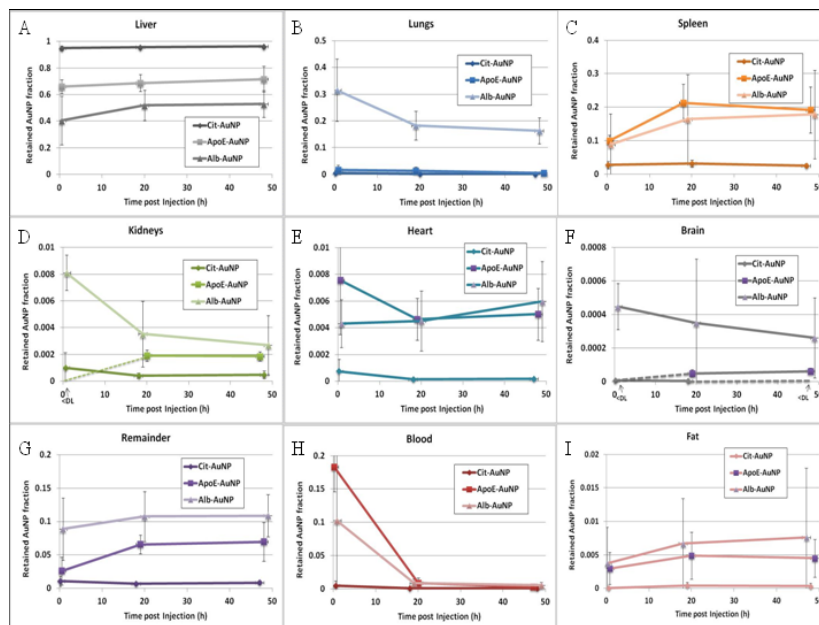 A Liver
Retained AuNP fraction
1
0.8
0.6
0.4
0.2
0
Cit-AuNP
ApoE-AuNP
Alb-AuNP
0 10 20 30 40 50
Time post Injection (h)
B Lungs
Retained AuNP fraction
0.5
0.4
0.3
0.2
0.1
0
Cit-AuNP
ApoE-AuNP
Alb-AuNP
0 10 20 30 40 50
Time post Injection (h)
C Spleen
Retained AuNP fraction
0.4
0.3
0.2
0.1
0
Cit-AuNP
ApoE-AuNP
Alb-AuNP
0 10 20 30 40 50
Time post Injection (h)
D Kidneys
Retained AuNP fraction
0.01
0.008
0.006
0.004
0.002
0
Cit-AuNP
ApoE-AuNP
Alb-AuNP
0 10 20 30 40 50
<DL
Time post Injection (h)
E Heart
Retained AuNP fraction
0.01
0.008
0.006
0.004
0.002
0
Cit-AuNP
ApoE-AuNP
Alb-AuNP
0 10 20 30 40 50
Time post Injection (h)
F Brain
Retained AuNP fraction
0.0008
0.0006
0.0004
0.0002
0
Cit-AuNP
ApoE-AuNP
Alb-AuNP
<DL
<DL
0 10 20 30 40 50
Time post Injection (h)
G Remainder
Retained AuNP fraction
0.2
0.15
0.1
0.05
0
Cit-AuNP
ApoE-AuNP
Alb-AuNP
0 10 20 30 40 50
Time post Injection (h)
H Blood
Retained AuNP fraction
0.2
0.15
0.1
0.05
0
Cit-AuNP
ApoE-AuNP
Alb-AuNP
0 10 20 30 40 50
Time post Injection (h)
I Fat
Retained AuNP fraction
0.02
0.015
0.01
0.005
0
Cit-AuNP
ApoE-AuNP
Alb-AuNP
0 10 20 30 40 50
Time post Injection (h)